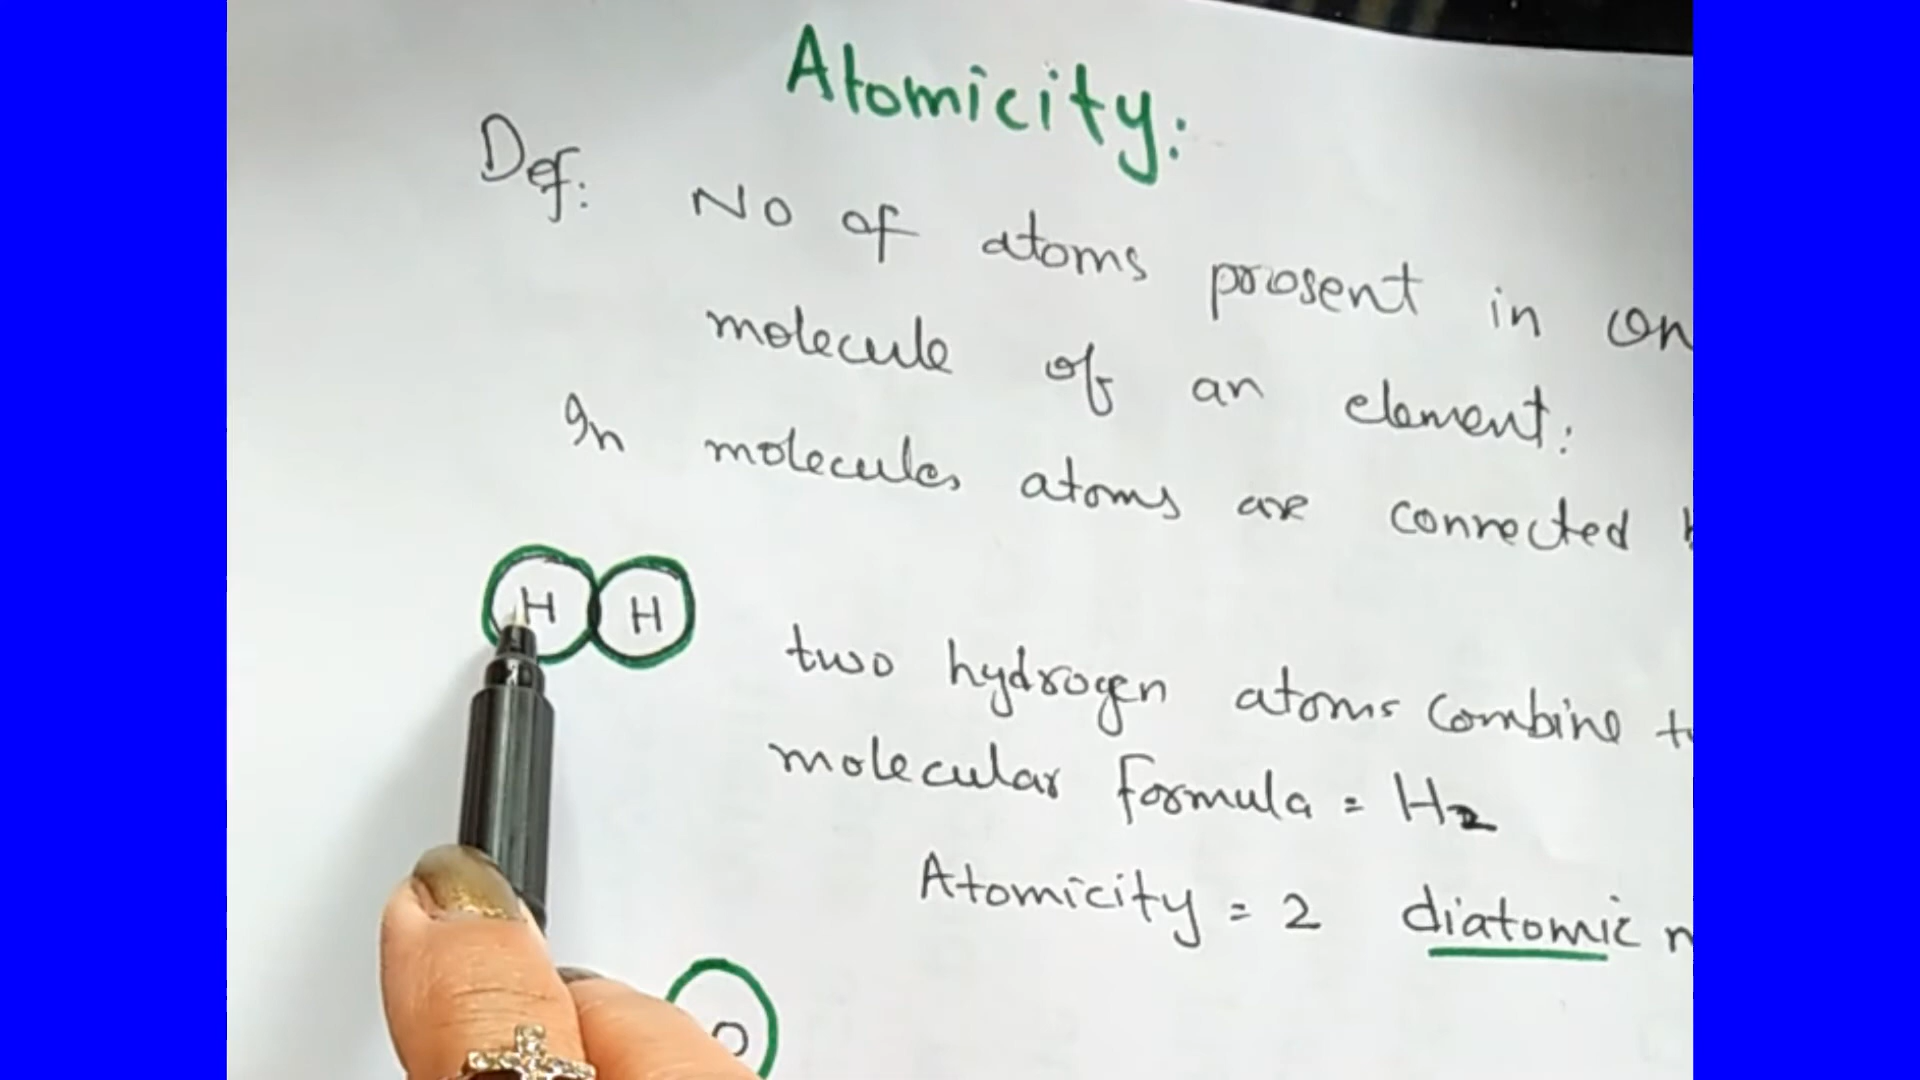 Atomicity:
Def: No of atoms present in on
molecule of an element:
In molecules atoms are connected
H H
two hydrogen atoms combine t
molecular formula = H2
Atomicity = 2 diatomic
O